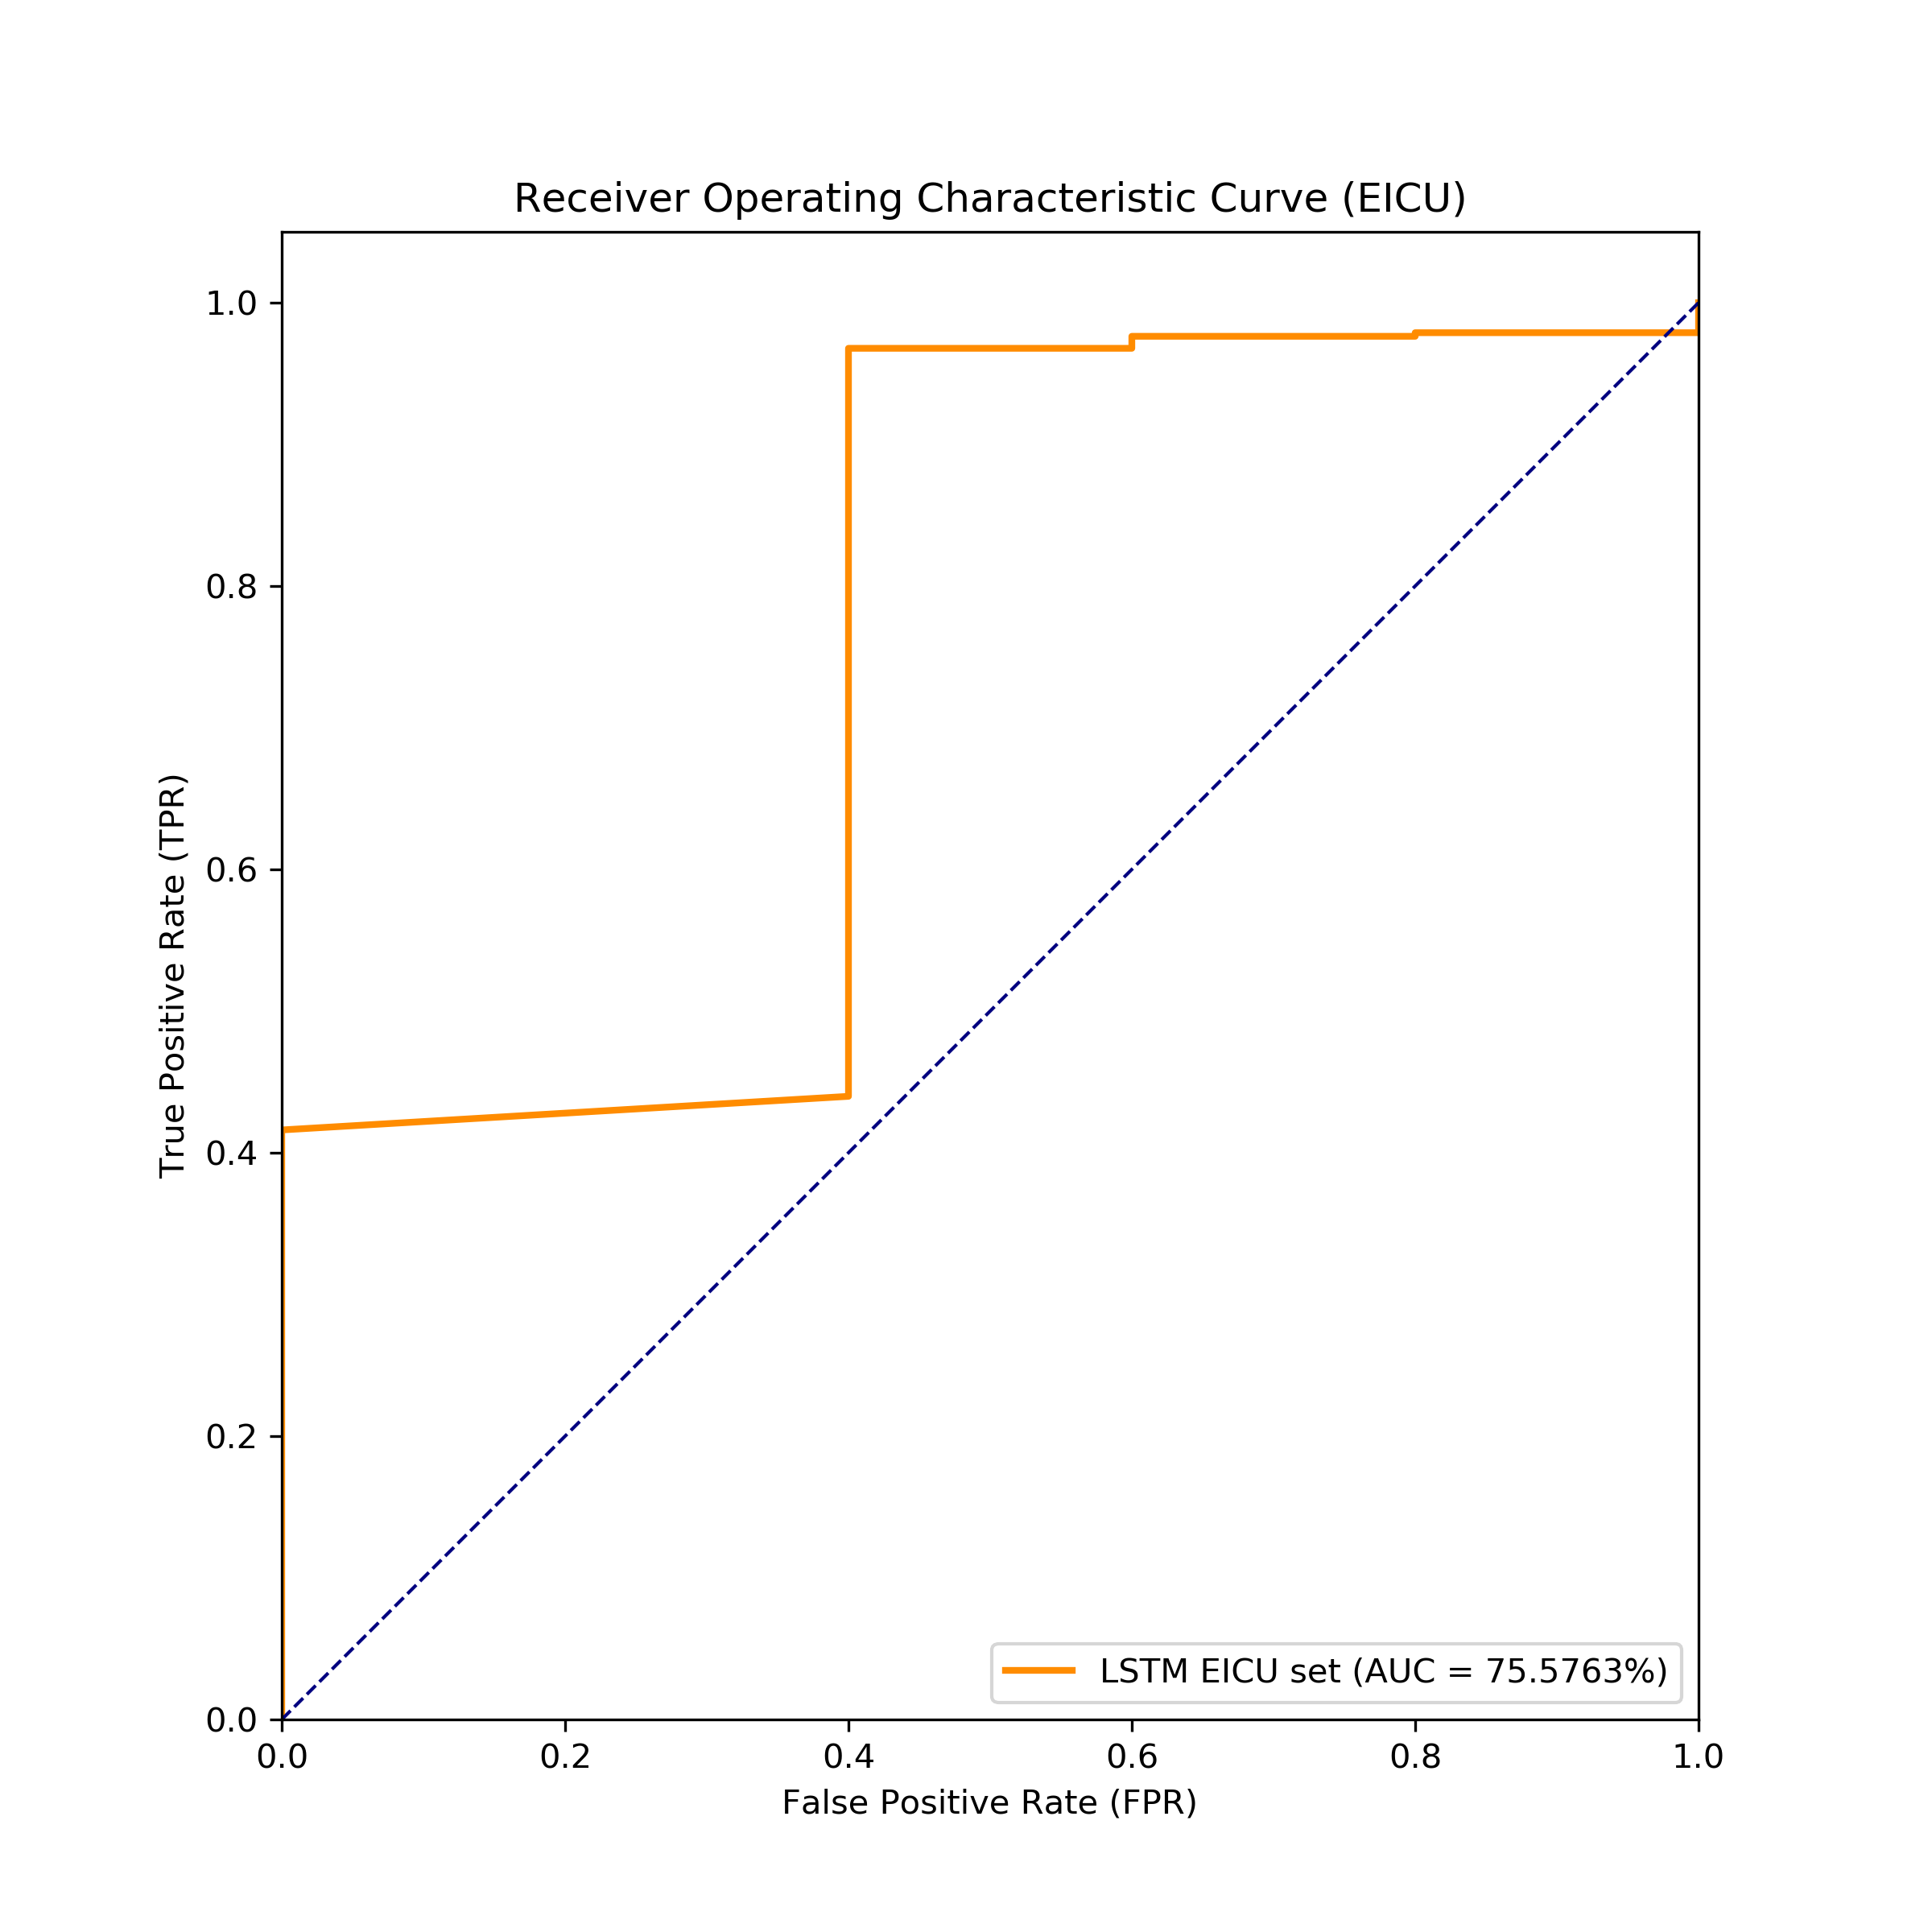 Receiver Operating Characteristic Curve (EICU)
1.0
0.8
0.6
0.4
0.2
0.0
True Positive Rate (TPR)
LSTM EICU set (AUC = 75.5763%)
0.0 0.2 0.4 0.6 0.8 1.0
False Positive Rate (FPR)